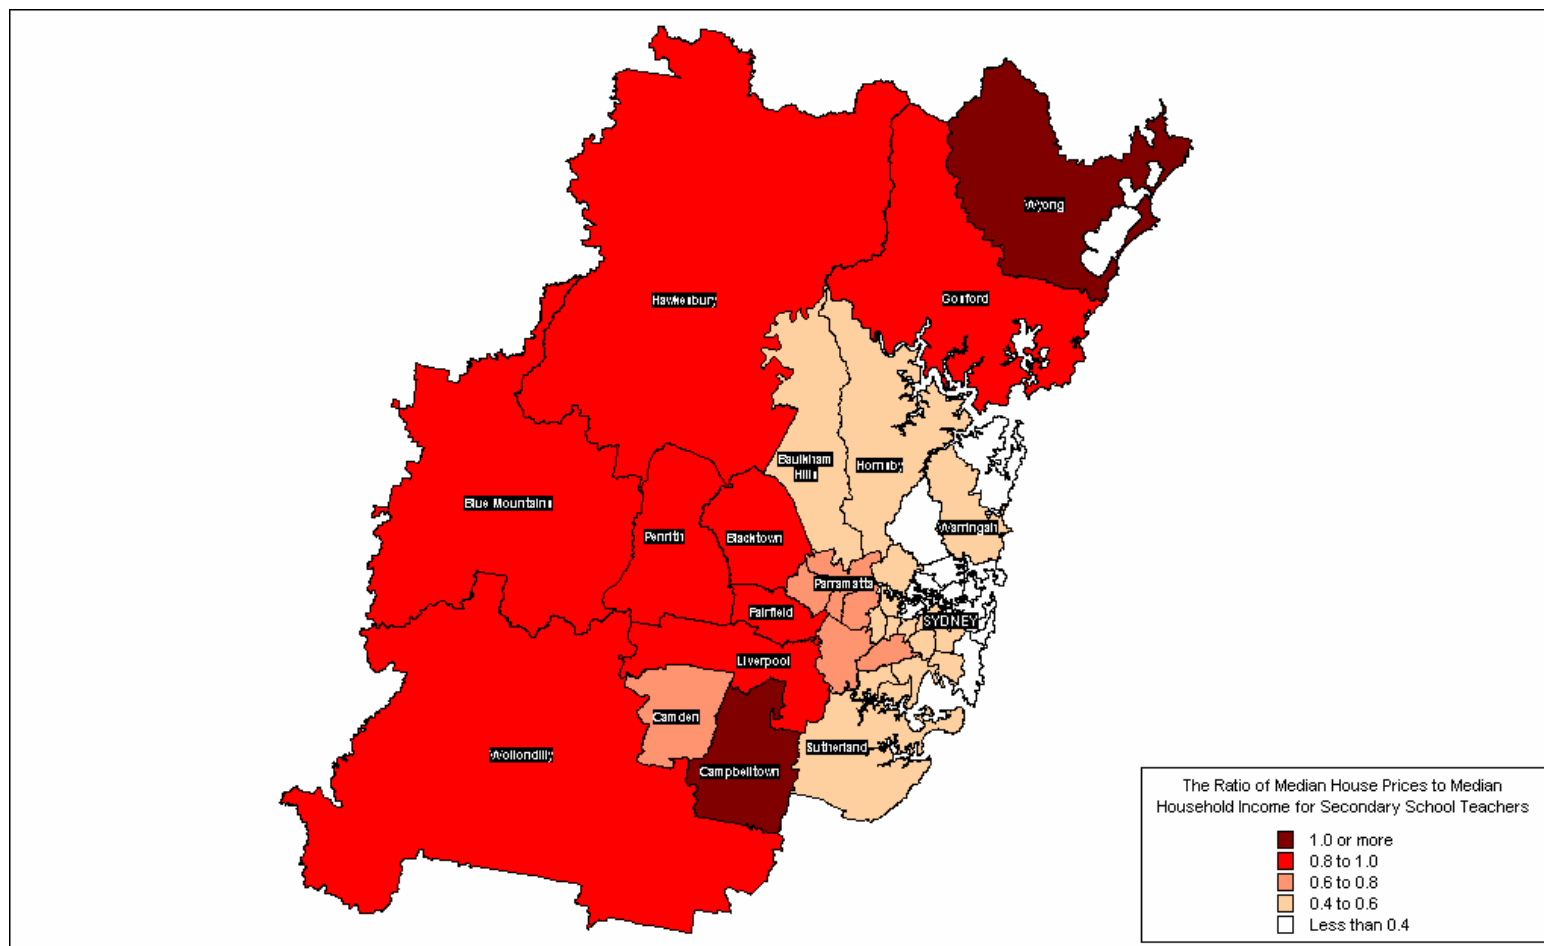 Wyong
Hawkesbury
Gosford
Baulkham
Hills
Hornsby
Blue Mountains
Warringah
Penrith
Blacktown
Parramatta
Fairfield
SYDNEY
Liverpool
Camden
Sutherland
Wollondilly
Campbelltown
The Ratio of Median House Prices to Median
Household Income for Secondary School Teachers
1.0 or more
0.8 to 1.0
0.6 to 0.8
0.4 to 0.6
Less than 0.4